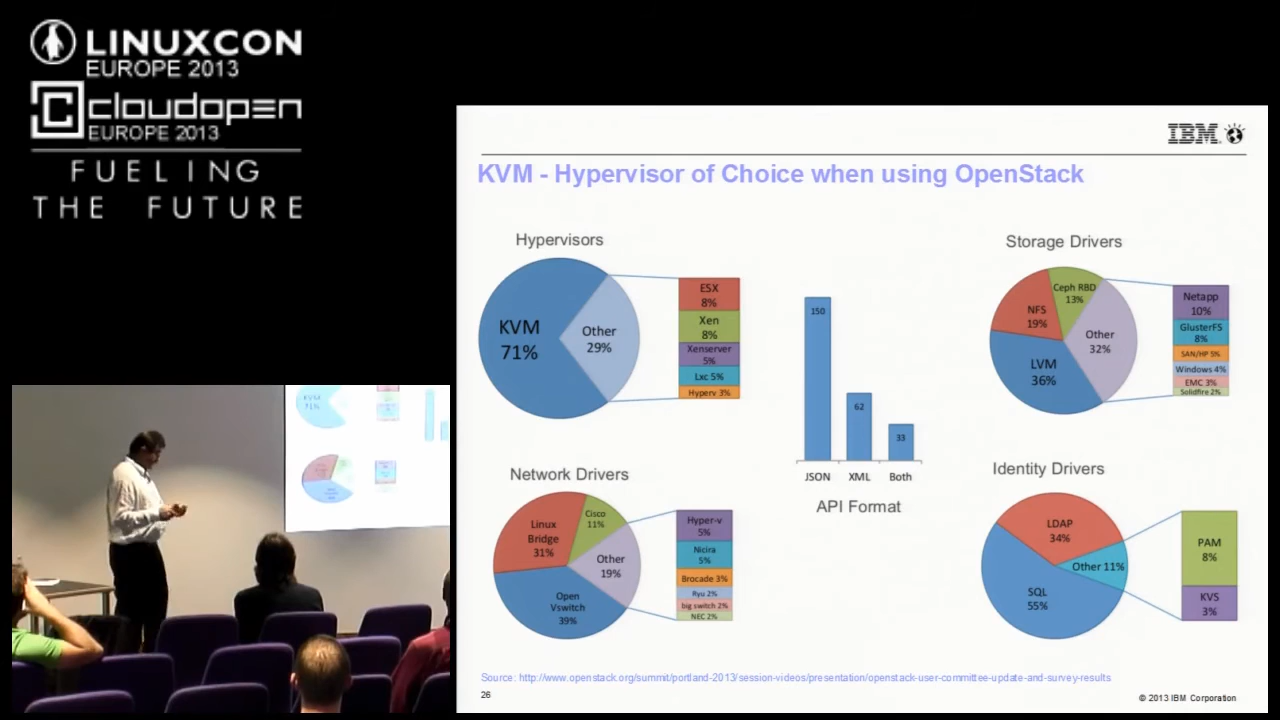 LINUXCON
EUROPE 2013
cloudopen
EUROPE 2013
FUELING
THE FUTURE
IBM
KVM - Hypervisor of Choice when using OpenStack
Hypervisors
KVM
71%
Other
29%
ESX
8%
Xen
8%
Xenserver
5%
Lxc 5%
Hyperv 3%
150
62
33
JSON
XML
Both
API Format
Storage Drivers
Ceph RBD
13%
NFS
19%
Other
32%
LVM
36%
Netapp
10%
GlusterFS
8%
SAN/HP 5%
Windows 4%
EMC 3%
Solidfire 2%
Network Drivers
Cisco
11%
Linux
Bridge
31%
Other
19%
Open
Vswitch
39%
Hyper-v
5%
Nicira
5%
Brocade 3%
Ryu 2%
big switch 2%
NEC 2%
Identity Drivers
LDAP
34%
Other 11%
SQL
55%
PAM
8%
KVS
3%
Source: http://www.openstack.org/summit/portland-2013/session-videos/presentation/openstack-user-committee-update-and-survey-results
26
© 2013 IBM Corporation
KVM
71%